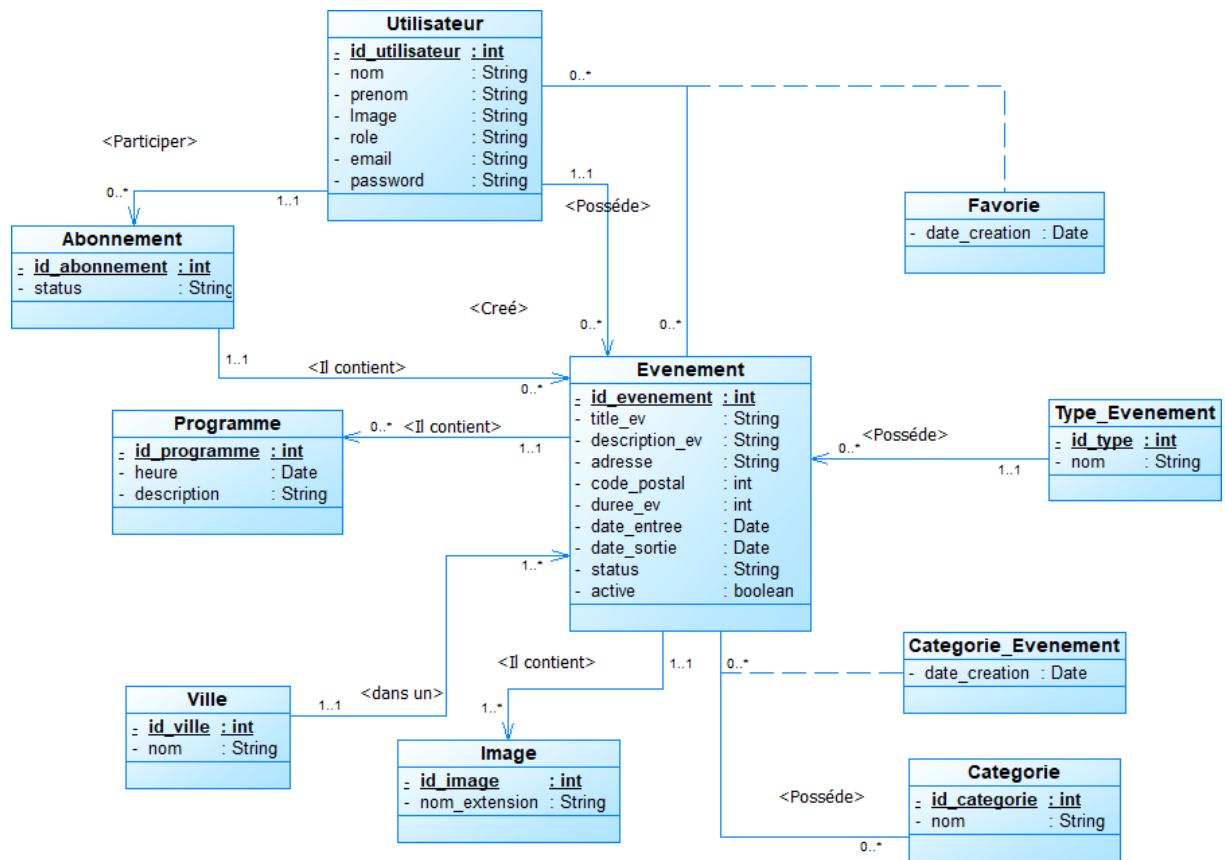 Utilisateur
- id_utilisateur : int
- nom : String
- prenom : String
- Image : String
- role : String
- email : String
- password : String
0..*
<Participer>
0..*
1..1
1..1
<Posséde>
Favorie
- date_creation : Date
Abonnement
- id_abonnement : int
- status : String
<Creé>
0..*
0..*
1..1
<Il contient>
0..*
Evenement
- id_evenement : int
- title_ev : String
- description_ev : String
- adresse : String
- code_postal : int
- duree_ev : int
- date_entree : Date
- date_sortie : Date
- status : String
- active : boolean
Programme
- id_programme : int
- heure : Date
- description : String
0..*
<Il contient>
1..1
Type_Evenement
- id_type : int
- nom : String
<Posséde>
0..*
1..1
1..*
<Il contient>
1..1
0..*
Categorie_Evenement
- date_creation : Date
Ville
- id_ville : int
- nom : String
<dans un>
1..1
1..*
Image
- id_image : int
- nom_extension : String
Categorie
- id_categorie : int
- nom : String
<Posséde>
0..*